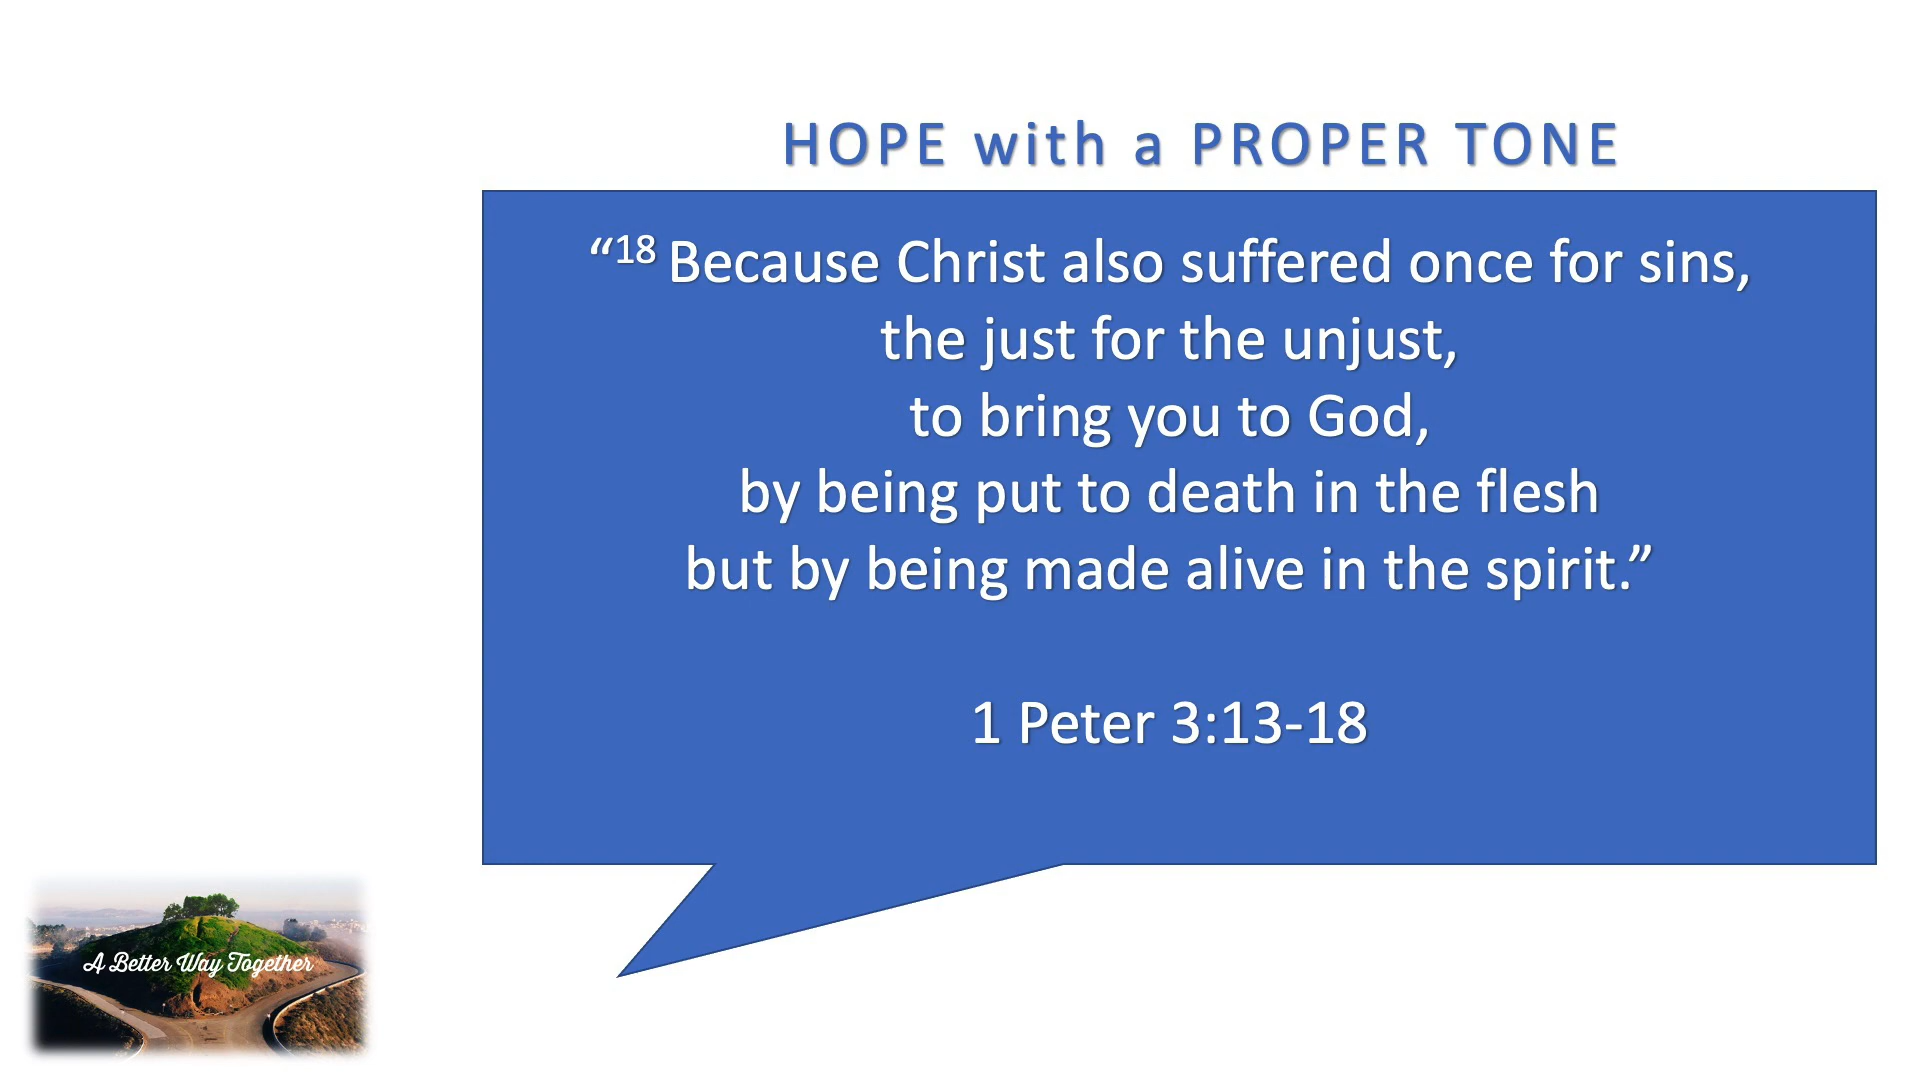 HOPE with a PROPER TONE
“18 Because Christ also suffered once for sins,
the just for the unjust,
to bring you to God,
by being put to death in the flesh
but by being made alive in the spirit.”
1 Peter 3:13-18
A Better Way Together